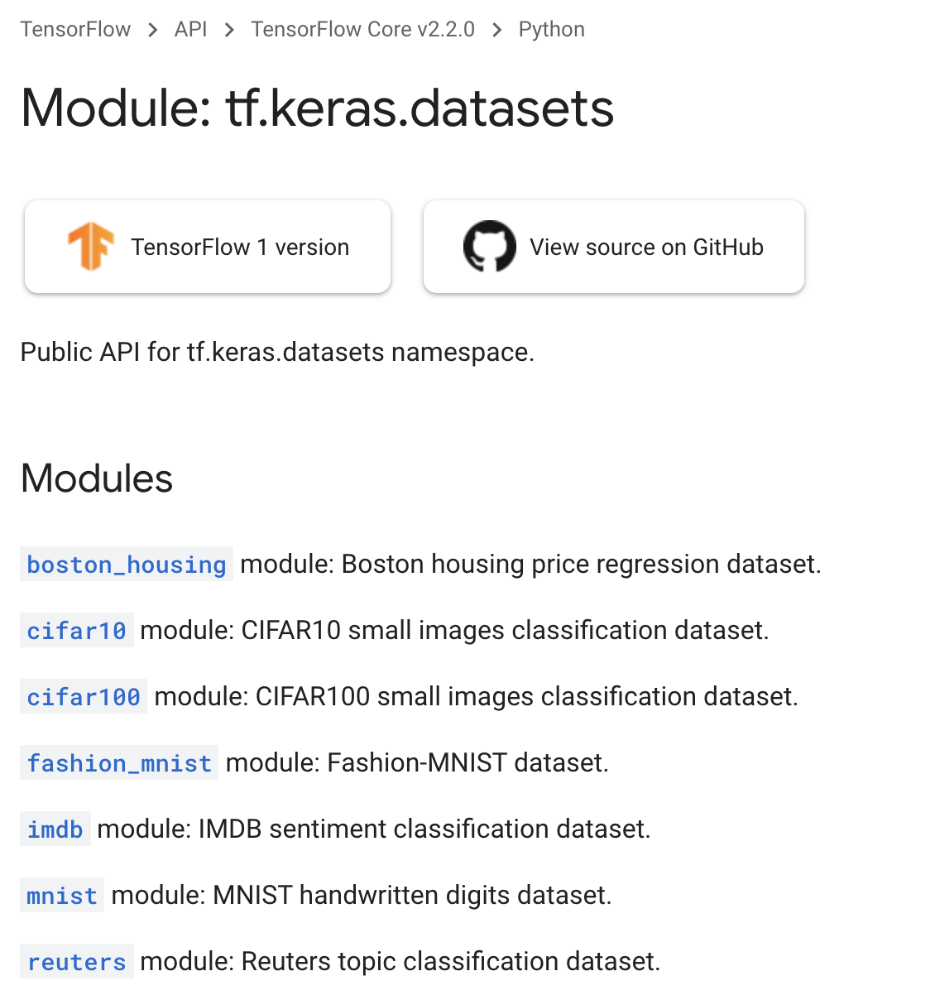 TensorFlow > API > TensorFlow Core v2.2.0 > Python
Module: tf.keras.datasets
TensorFlow 1 version
View source on GitHub
Public API for tf.keras.datasets namespace.
Modules
boston_housing module: Boston housing price regression dataset.
cifar10 module: CIFAR10 small images classification dataset.
cifar100 module: CIFAR100 small images classification dataset.
fashion_mnist module: Fashion-MNIST dataset.
imdb module: IMDB sentiment classification dataset.
mnist module: MNIST handwritten digits dataset.
reuters module: Reuters topic classification dataset.